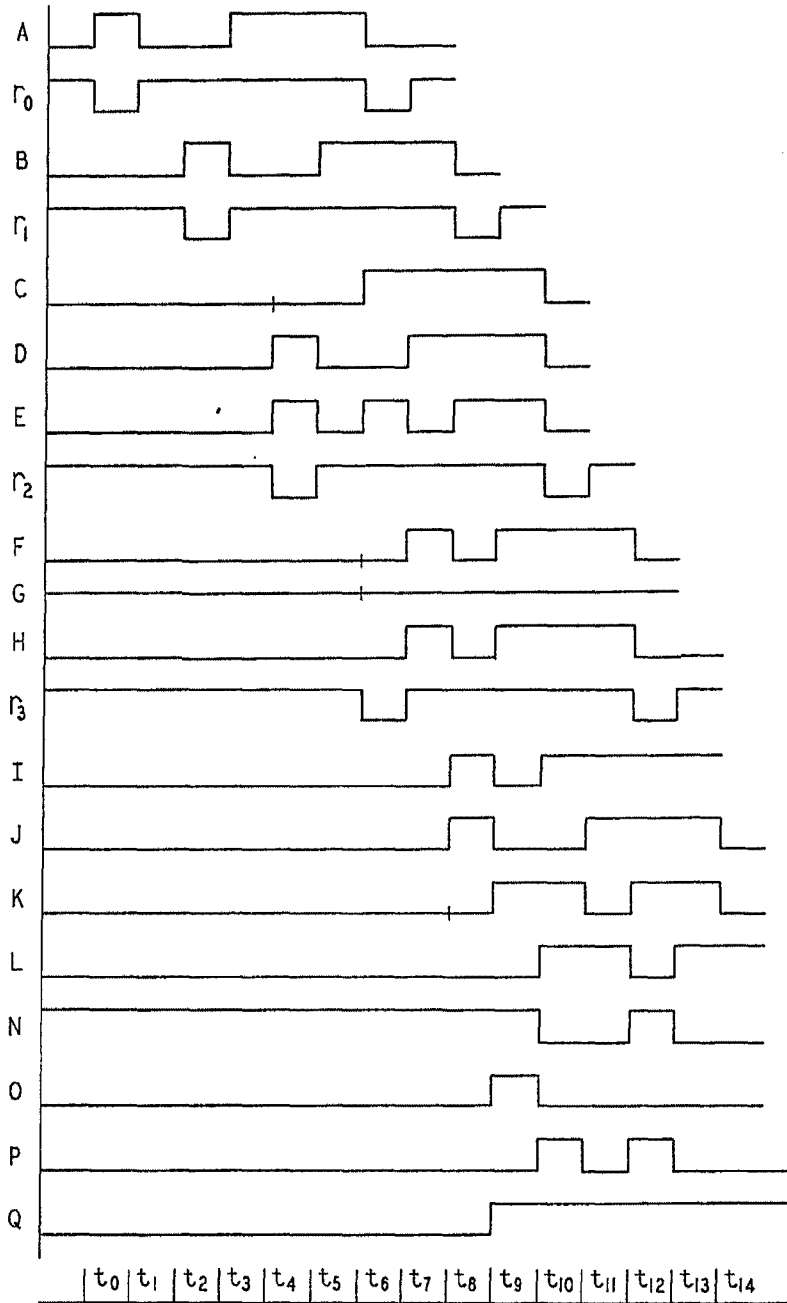 A
r₀
B
r₁
C
D
E
r₂
F
G
H
r₃
I
J
K
L
N
O
P
Q
t₀ t₁ t₂ t₃ t₄ t₅ t₆ t₇ t₈ t₉ t₁₀ t₁₁ t₁₂ t₁₃ t₁₄